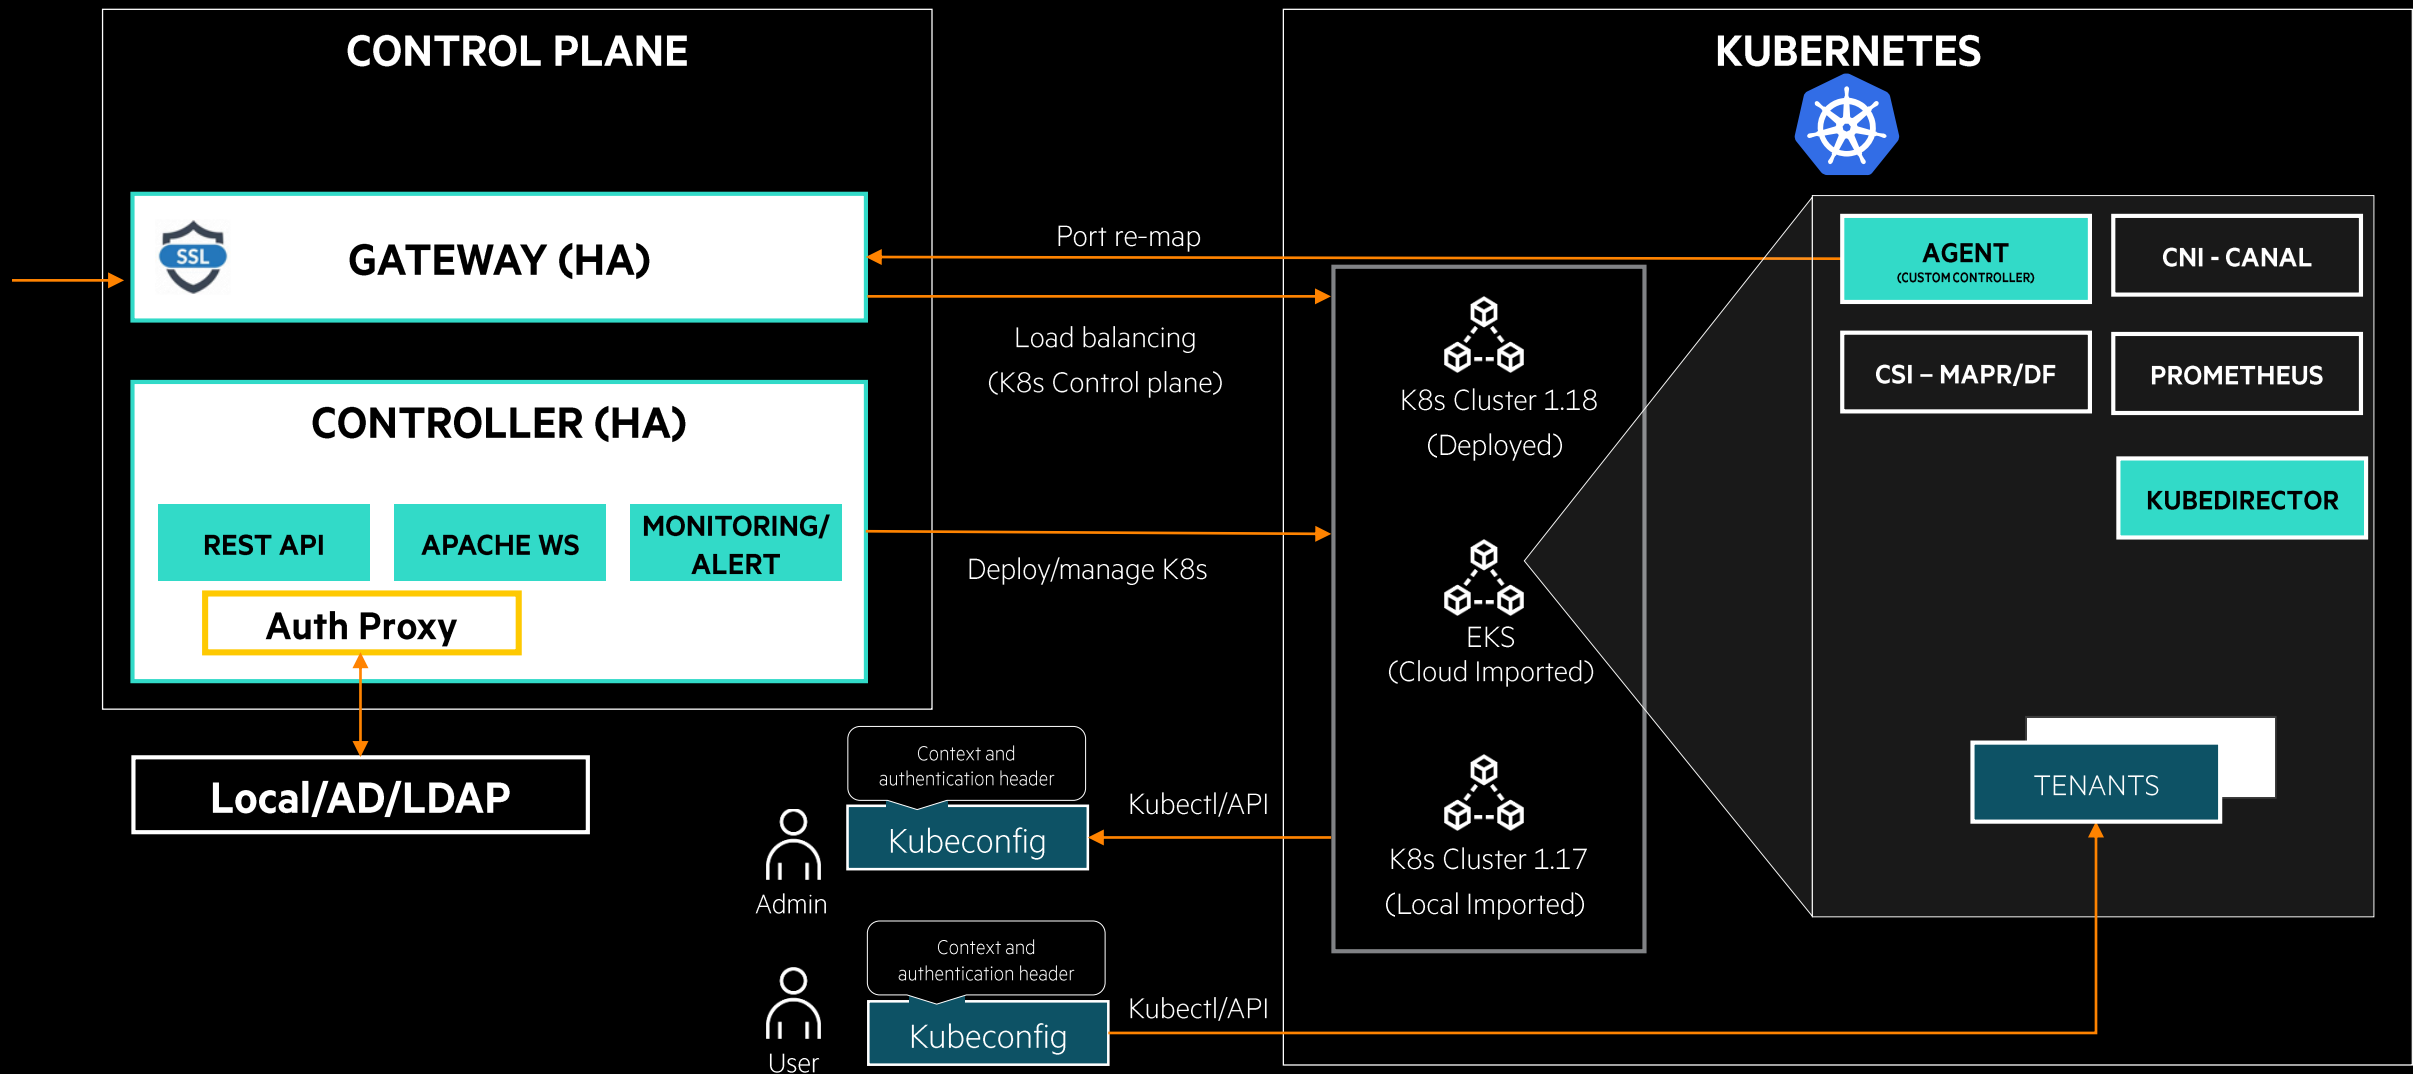 CONTROL PLANE
SSL
GATEWAY (HA)
CONTROLLER (HA)
REST API
APACHE WS
MONITORING/
ALERT
Auth Proxy
Local/AD/LDAP
Port re-map
Load balancing
(K8s Control plane)
Deploy/manage K8s
Context and
authentication header
Kubeconfig
Kubectl/API
Admin
Context and
authentication header
Kubeconfig
Kubectl/API
User
KUBERNETES
K8s Cluster 1.18
(Deployed)
EKS
(Cloud Imported)
K8s Cluster 1.17
(Local Imported)
AGENT
(CUSTOM CONTROLLER)
CNI - CANAL
CSI – MAPR/DF
PROMETHEUS
KUBEDIRECTOR
TENANTS